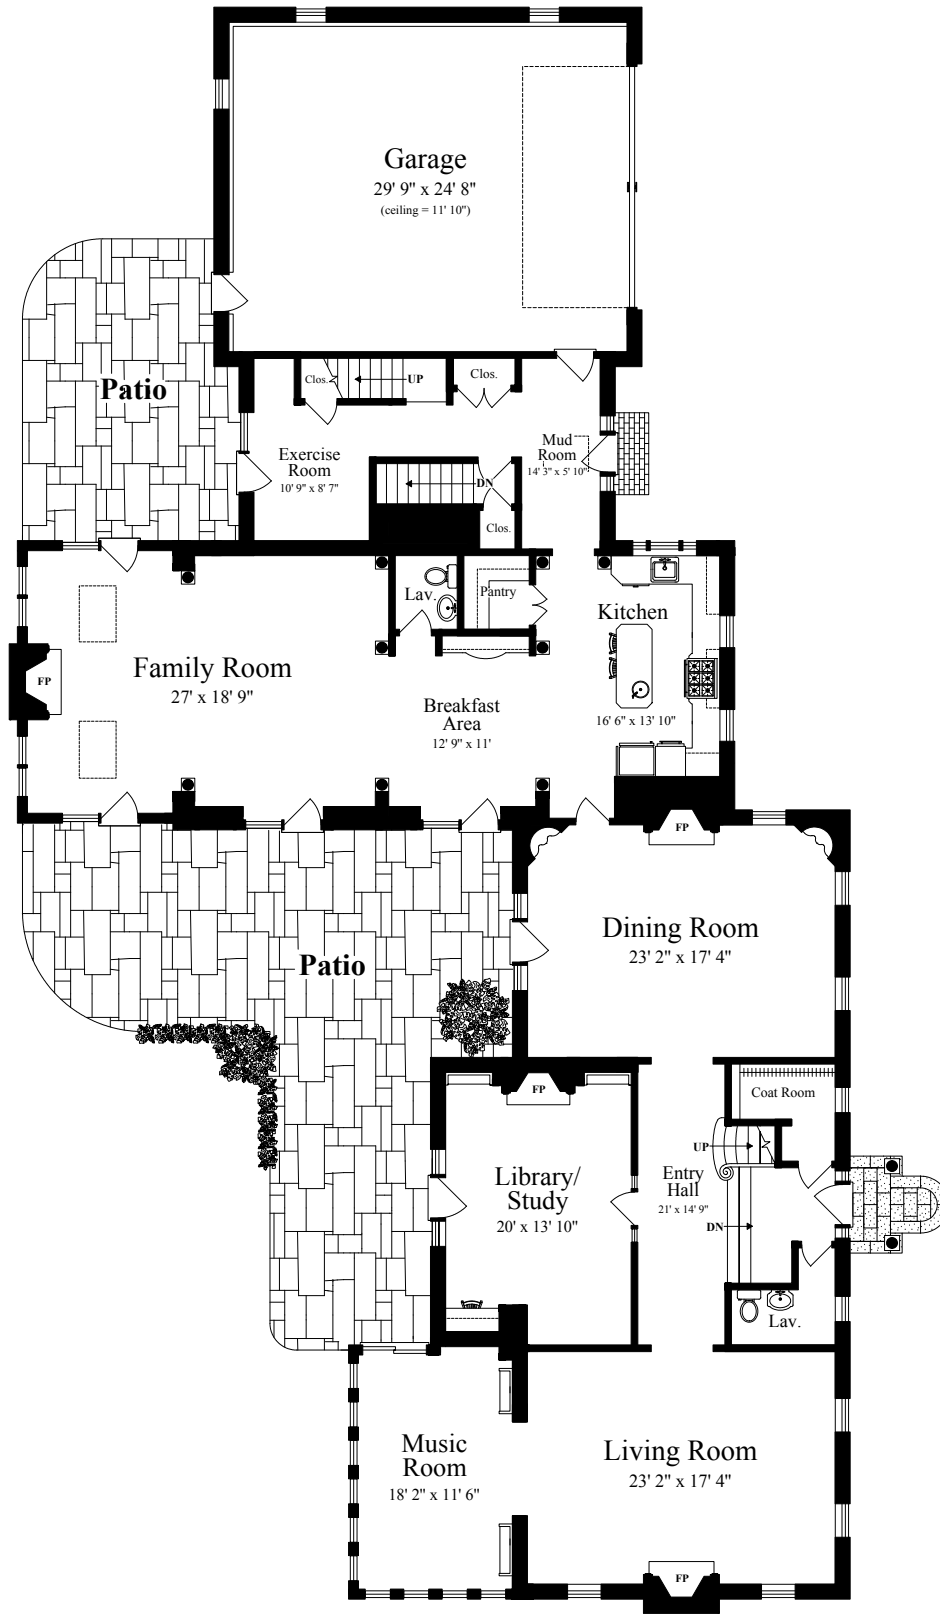 Garage
29' 9" x 24' 8"
(ceiling = 11' 10")
Patio
Clos.
UP
Clos.
Exercise
Room
10' 9" x 8' 7"
Mud
Room
14' 3" x 5' 10"
DN
Clos.
Lav.
Pantry
Kitchen
16' 6" x 13' 10"
Family Room
27' x 18' 9"
FP
Breakfast
Area
12' 9" x 11'
FP
Dining Room
23' 2" x 17' 4"
Patio
FP
Coat Room
UP
Library/
Study
20' x 13' 10"
Entry
Hall
21' x 14' 9"
DN
Lav.
Music
Room
18' 2" x 11' 6"
Living Room
23' 2" x 17' 4"
FP